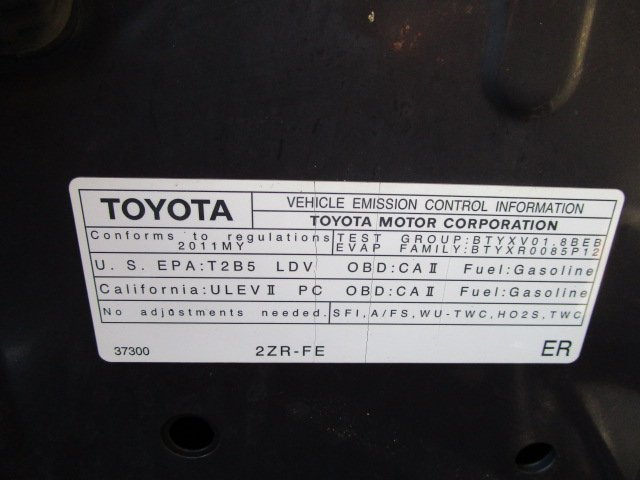 TOYOTA
VEHICLE EMISSION CONTROL INFORMATION
TOYOTA MOTOR CORPORATION
Conforms to regulations
2011MY
TEST GROUP:BTYXV01.8BEB
EVAP FAMILY:BTYXR0085P12
U. S. EPA:T2B5 LDV OBD:CAⅡ Fuel:Gasoline
California:ULEVⅡ PC OBD:CAⅡ Fuel:Gasoline
No adjustments needed. SFI,A/FS,WU-TWC,HO2S,TWC
37300 2ZR-FE ER